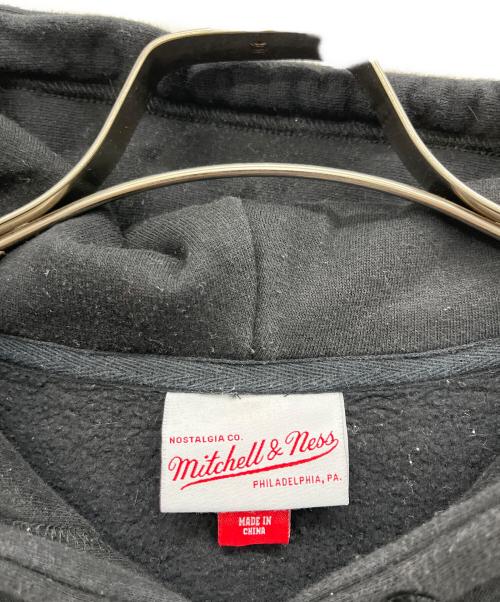 NOSTALGIA CO.
Mitchell & Ness
PHILADELPHIA, PA.
MADE IN
CHINA